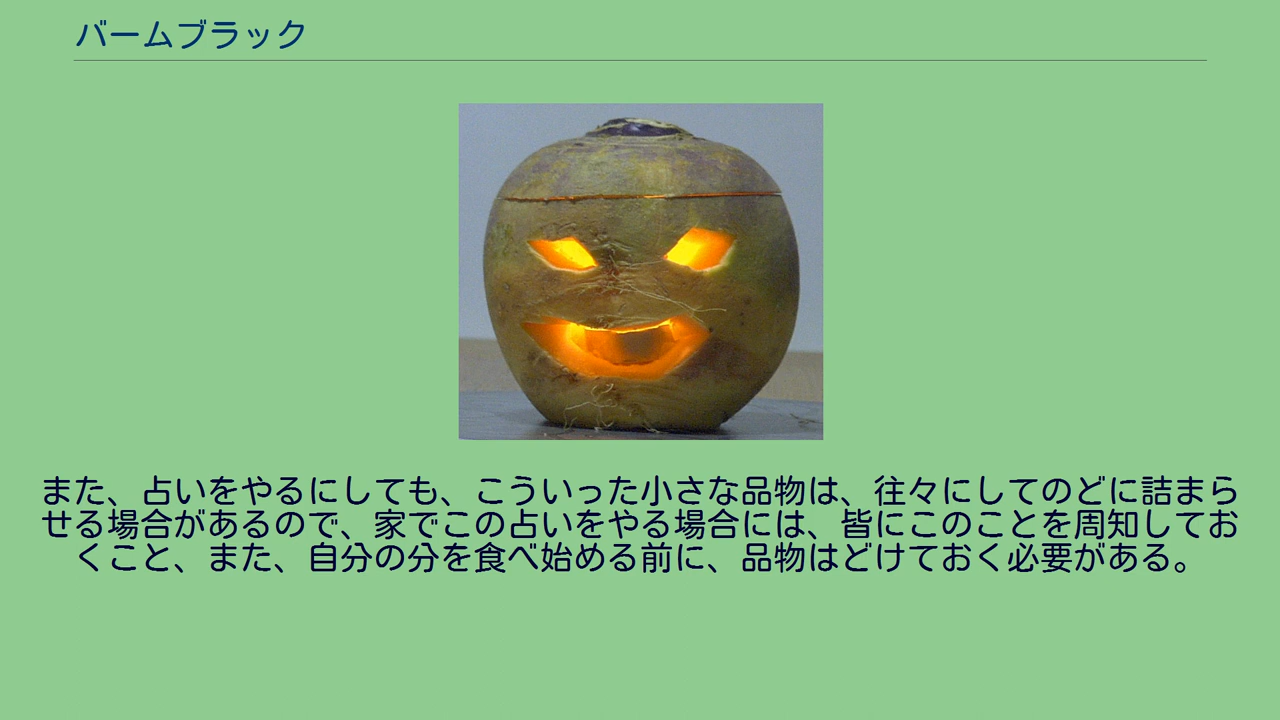 バームブラック
また、占いをやるにしても、こういった小さな品物は、往々にしてのどに詰まら
せる場合があるので、家でこの占いをやる場合には、皆にこのことを周知してお
くこと、また、自分の分を食べ始める前に、品物はどけておく必要がある。